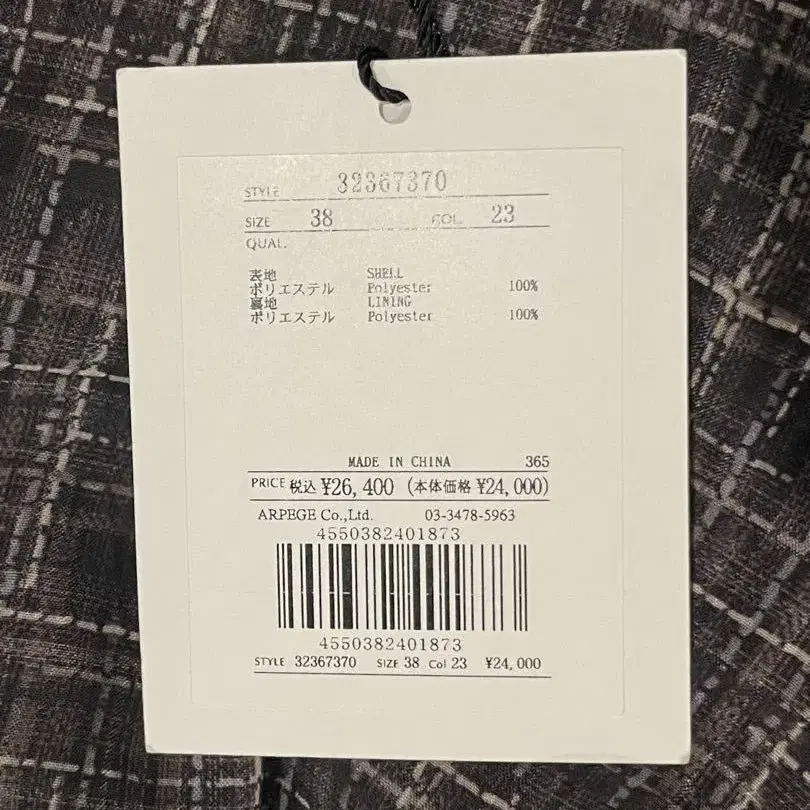 STYLE 32367370
SIZE 38 COL. 23
QUAL.
表地 SHELL
ポリエステル Polyester 100%
裏地 LINING
ポリエステル Polyester 100%
MADE IN CHINA 365
PRICE 税込 ¥26,400 (本体価格 ¥24,000)
ARPEGE Co.,Ltd. 03-3478-5963
4550382401873
4550382401873
STYLE 32367370 SIZE 38 Col 23 ¥24,000